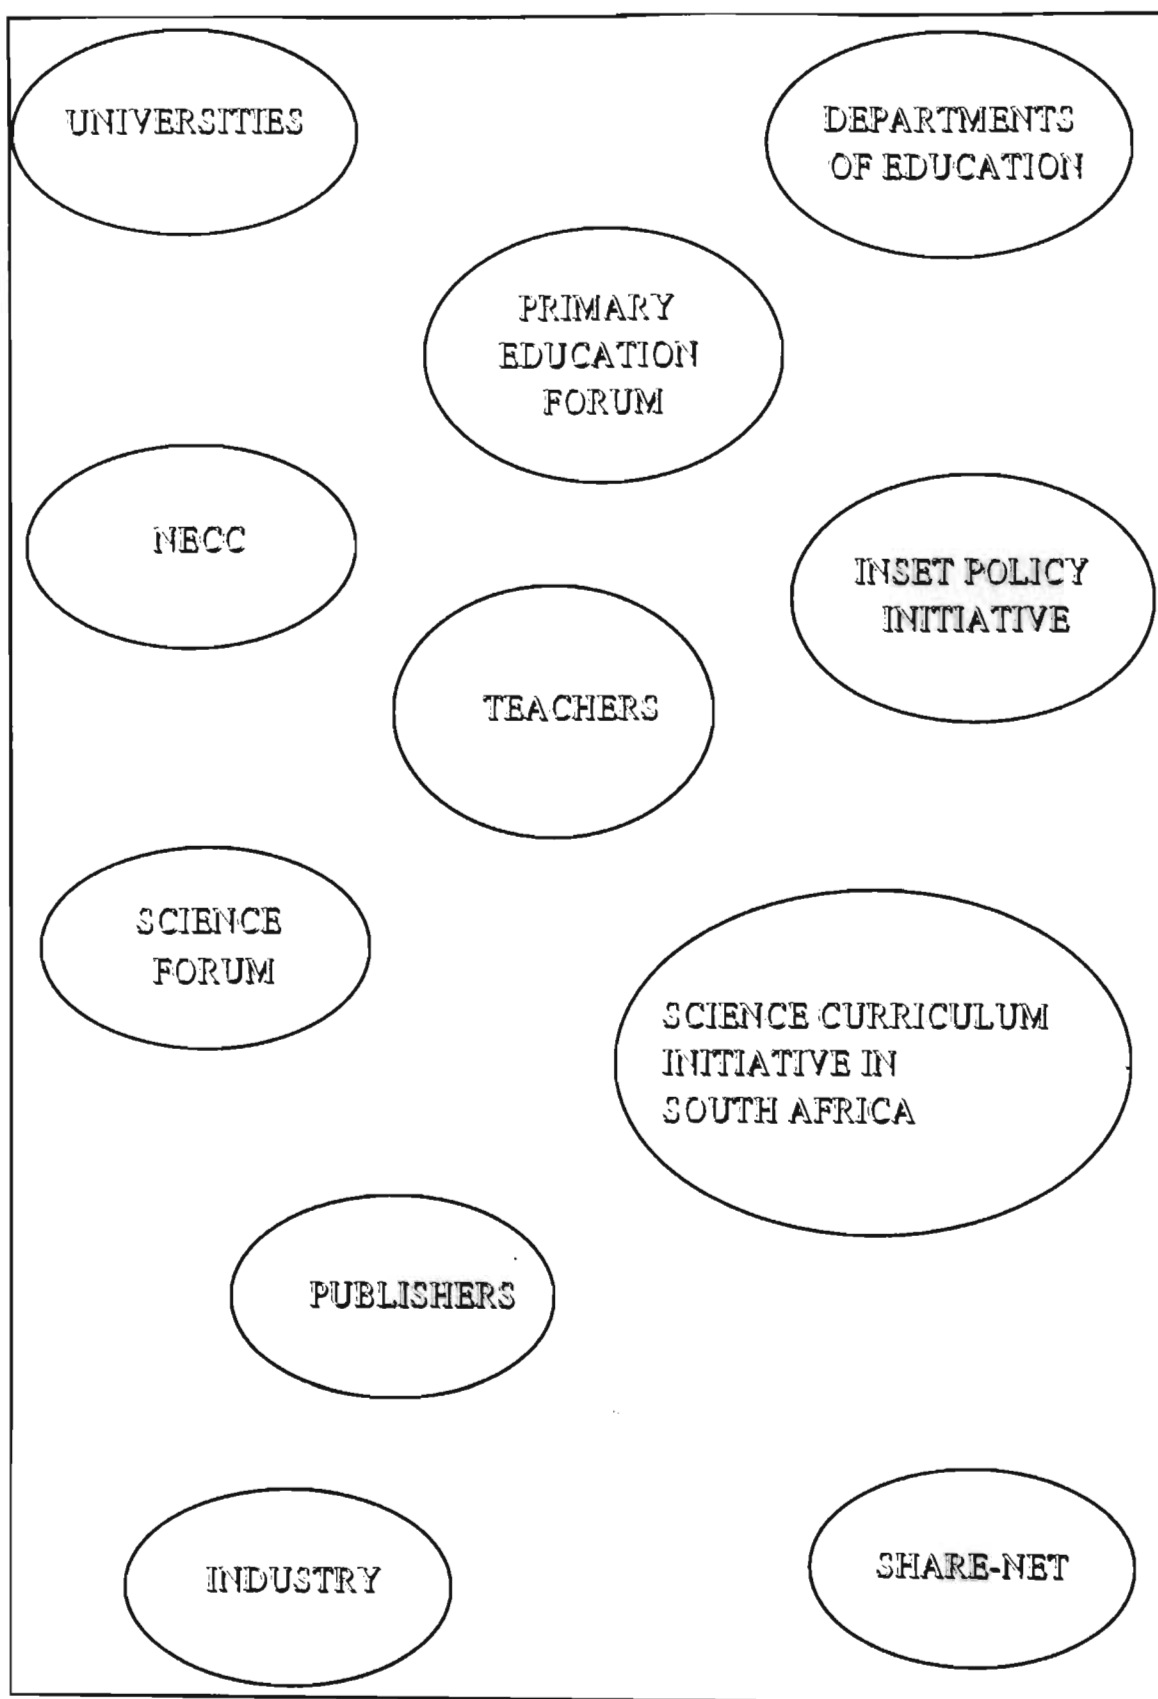 UNIVERSITIES
DEPARTMENTS
OF EDUCATION
PRIMARY
EDUCATION
FORUM
NECC
INSET POLICY
INITIATIVE
TEACHERS
SCIENCE
FORUM
SCIENCE CURRICULUM
INITIATIVE IN
SOUTH AFRICA
PUBLISHERS
INDUSTRY
SHARE-NET